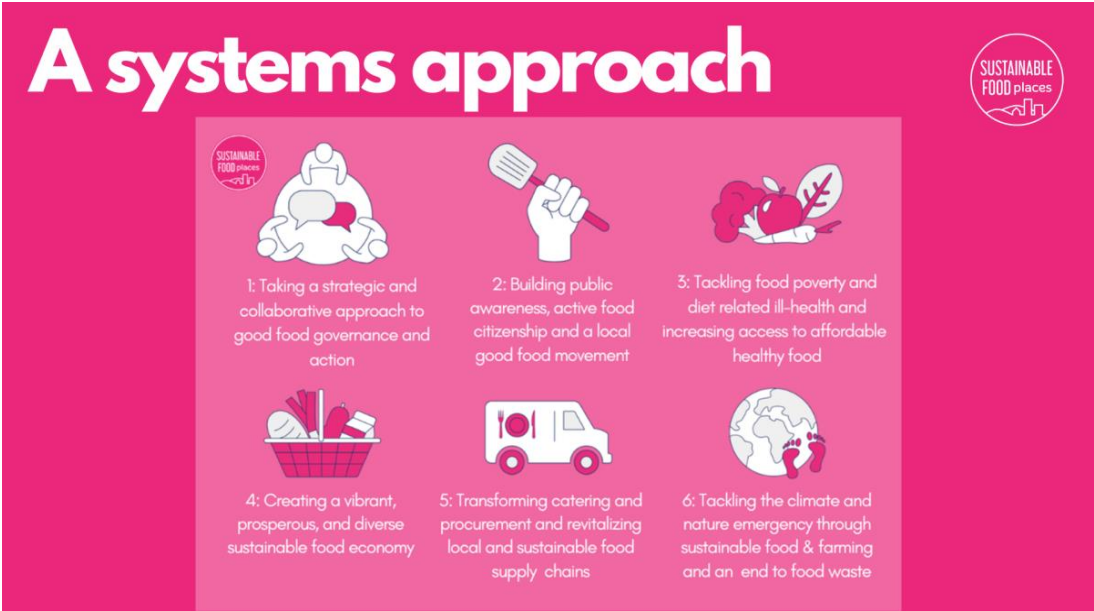 A systems approach
SUSTAINABLE
FOOD places
SUSTAINABLE
FOOD places
1: Taking a strategic and
collaborative approach to
good food governance and
action
2: Building public
awareness, active food
citizenship and a local
good food movement
3: Tackling food poverty and
diet related ill-health and
increasing access to affordable
healthy food
4: Creating a vibrant,
prosperous, and diverse
sustainable food economy
5: Transforming catering and
procurement and revitalizing
local and sustainable food
supply chains
6: Tackling the climate and
nature emergency through
sustainable food & farming
and an end to food waste